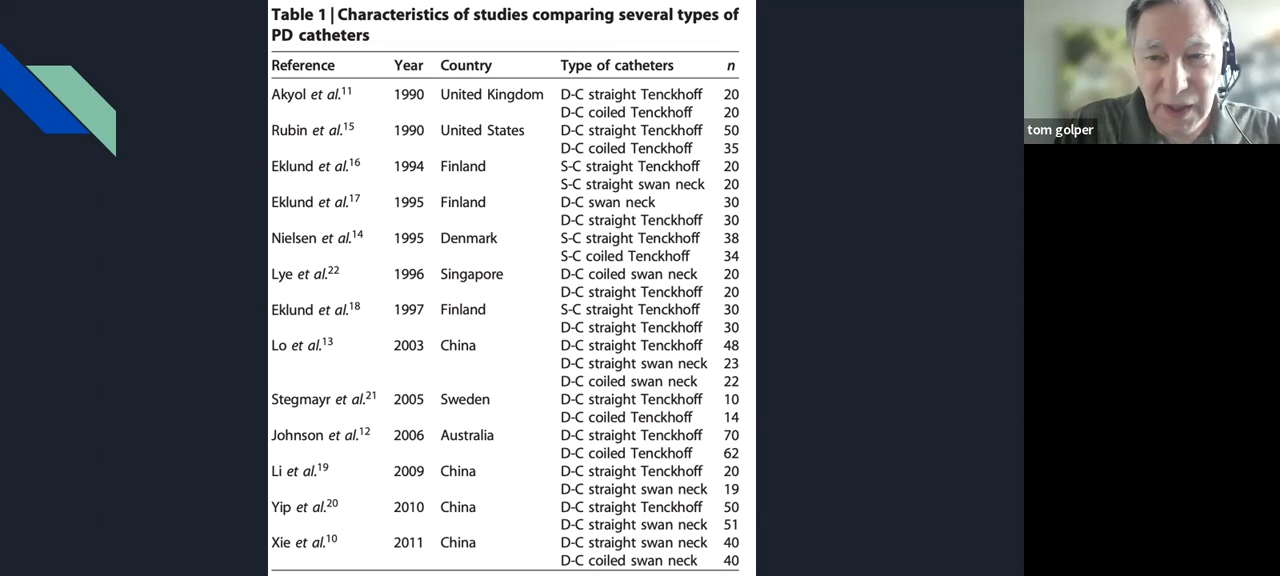 Table 1 | Characteristics of studies comparing several types of
PD catheters
Reference Year Country Type of catheters n
Akyol et al.11 1990 United Kingdom D-C straight Tenckhoff 20
D-C coiled Tenckhoff 20
Rubin et al.15 1990 United States D-C straight Tenckhoff 50
D-C coiled Tenckhoff 35
Eklund et al.16 1994 Finland S-C straight Tenckhoff 20
S-C straight swan neck 20
Eklund et al.17 1995 Finland D-C swan neck 30
D-C straight Tenckhoff 30
Nielsen et al.14 1995 Denmark S-C straight Tenckhoff 38
S-C coiled Tenckhoff 34
Lye et al.22 1996 Singapore D-C coiled swan neck 20
D-C straight Tenckhoff 20
Eklund et al.18 1997 Finland S-C straight Tenckhoff 30
D-C straight Tenckhoff 30
Lo et al.13 2003 China D-C straight Tenckhoff 48
D-C straight swan neck 23
D-C coiled swan neck 22
Stegmayr et al.21 2005 Sweden D-C straight Tenckhoff 10
D-C coiled Tenckhoff 14
Johnson et al.12 2006 Australia D-C straight Tenckhoff 70
D-C coiled Tenckhoff 62
Li et al.19 2009 China D-C straight Tenckhoff 20
D-C straight swan neck 19
Yip et al.20 2010 China D-C straight Tenckhoff 50
D-C straight swan neck 51
Xie et al.10 2011 China D-C straight swan neck 40
D-C coiled swan neck 40
tom golper